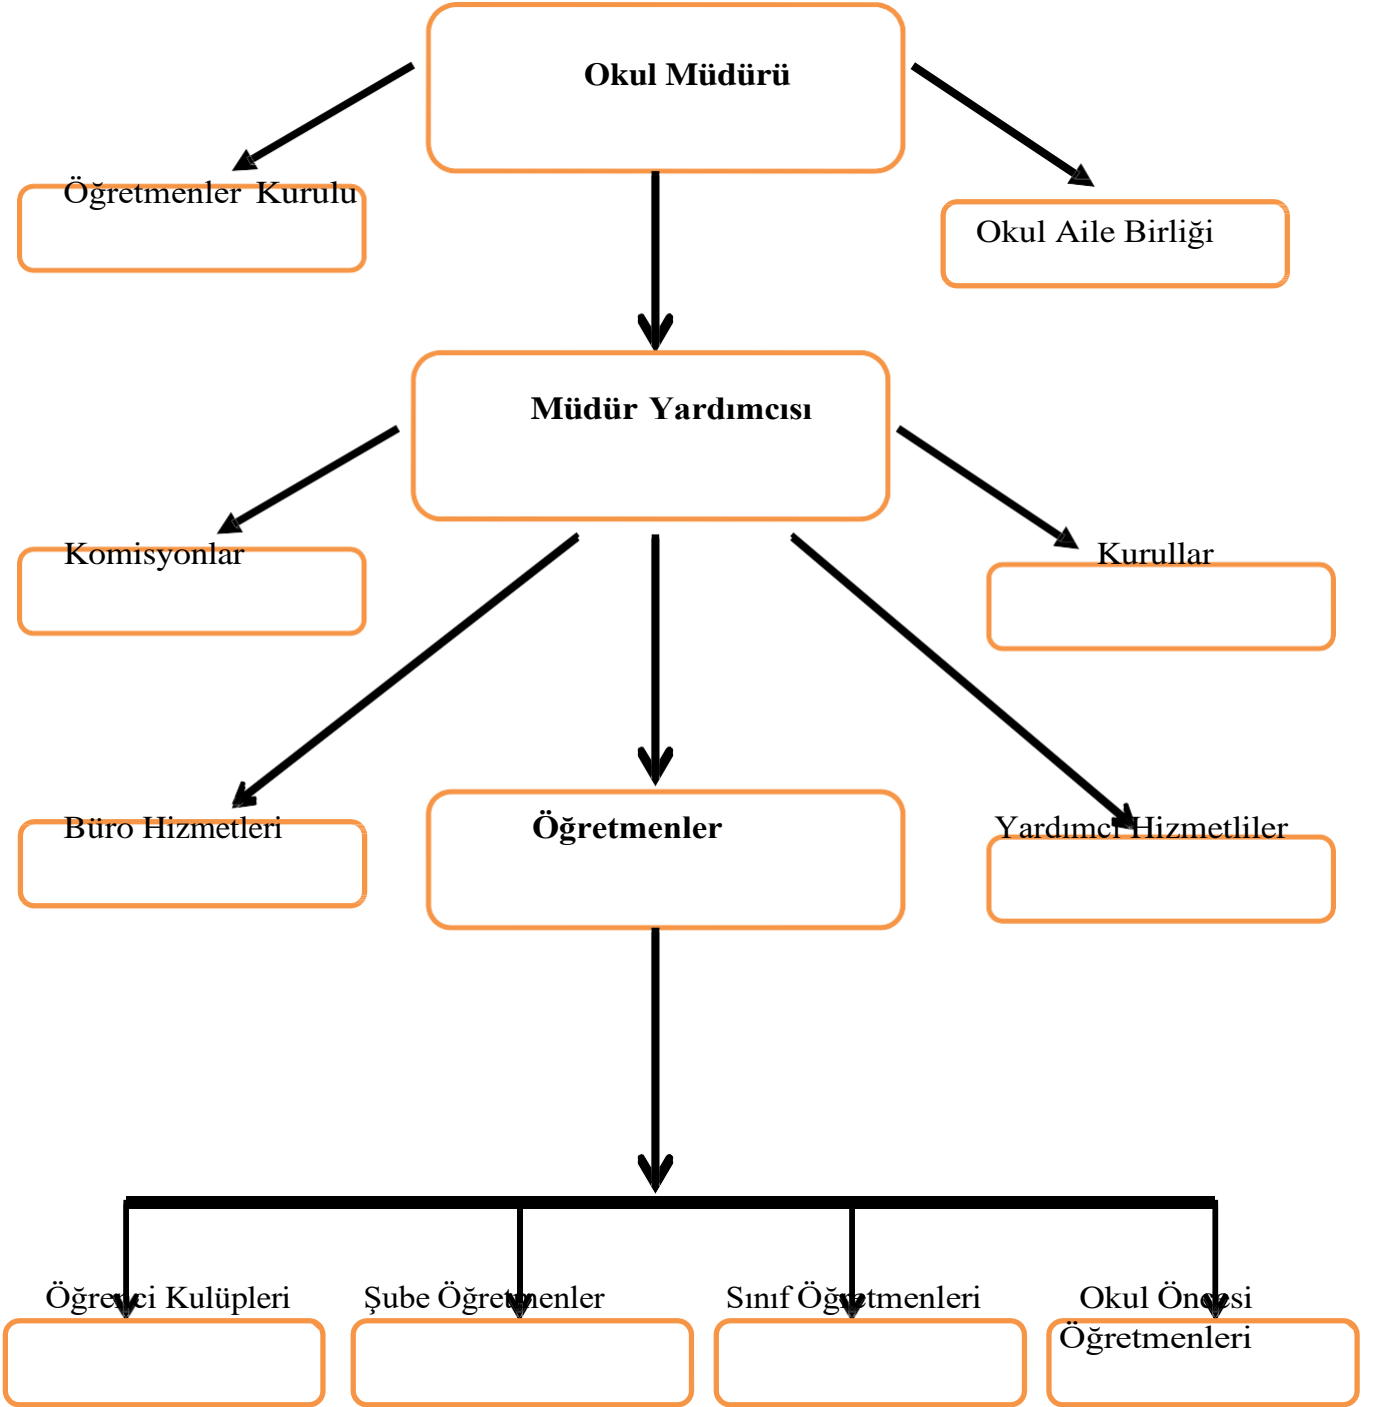 Okul Müdürü
Öğretmenler Kurulu
Okul Aile Birliği
Müdür Yardımcısı
Komisyonlar
Kurullar
Büro Hizmetleri
Öğretmenler
Yardımcı Hizmetliler
Öğrenci Kulüpleri
Şube Öğretmenler
Sınıf Öğretmenleri
Okul Öncesi
Öğretmenleri